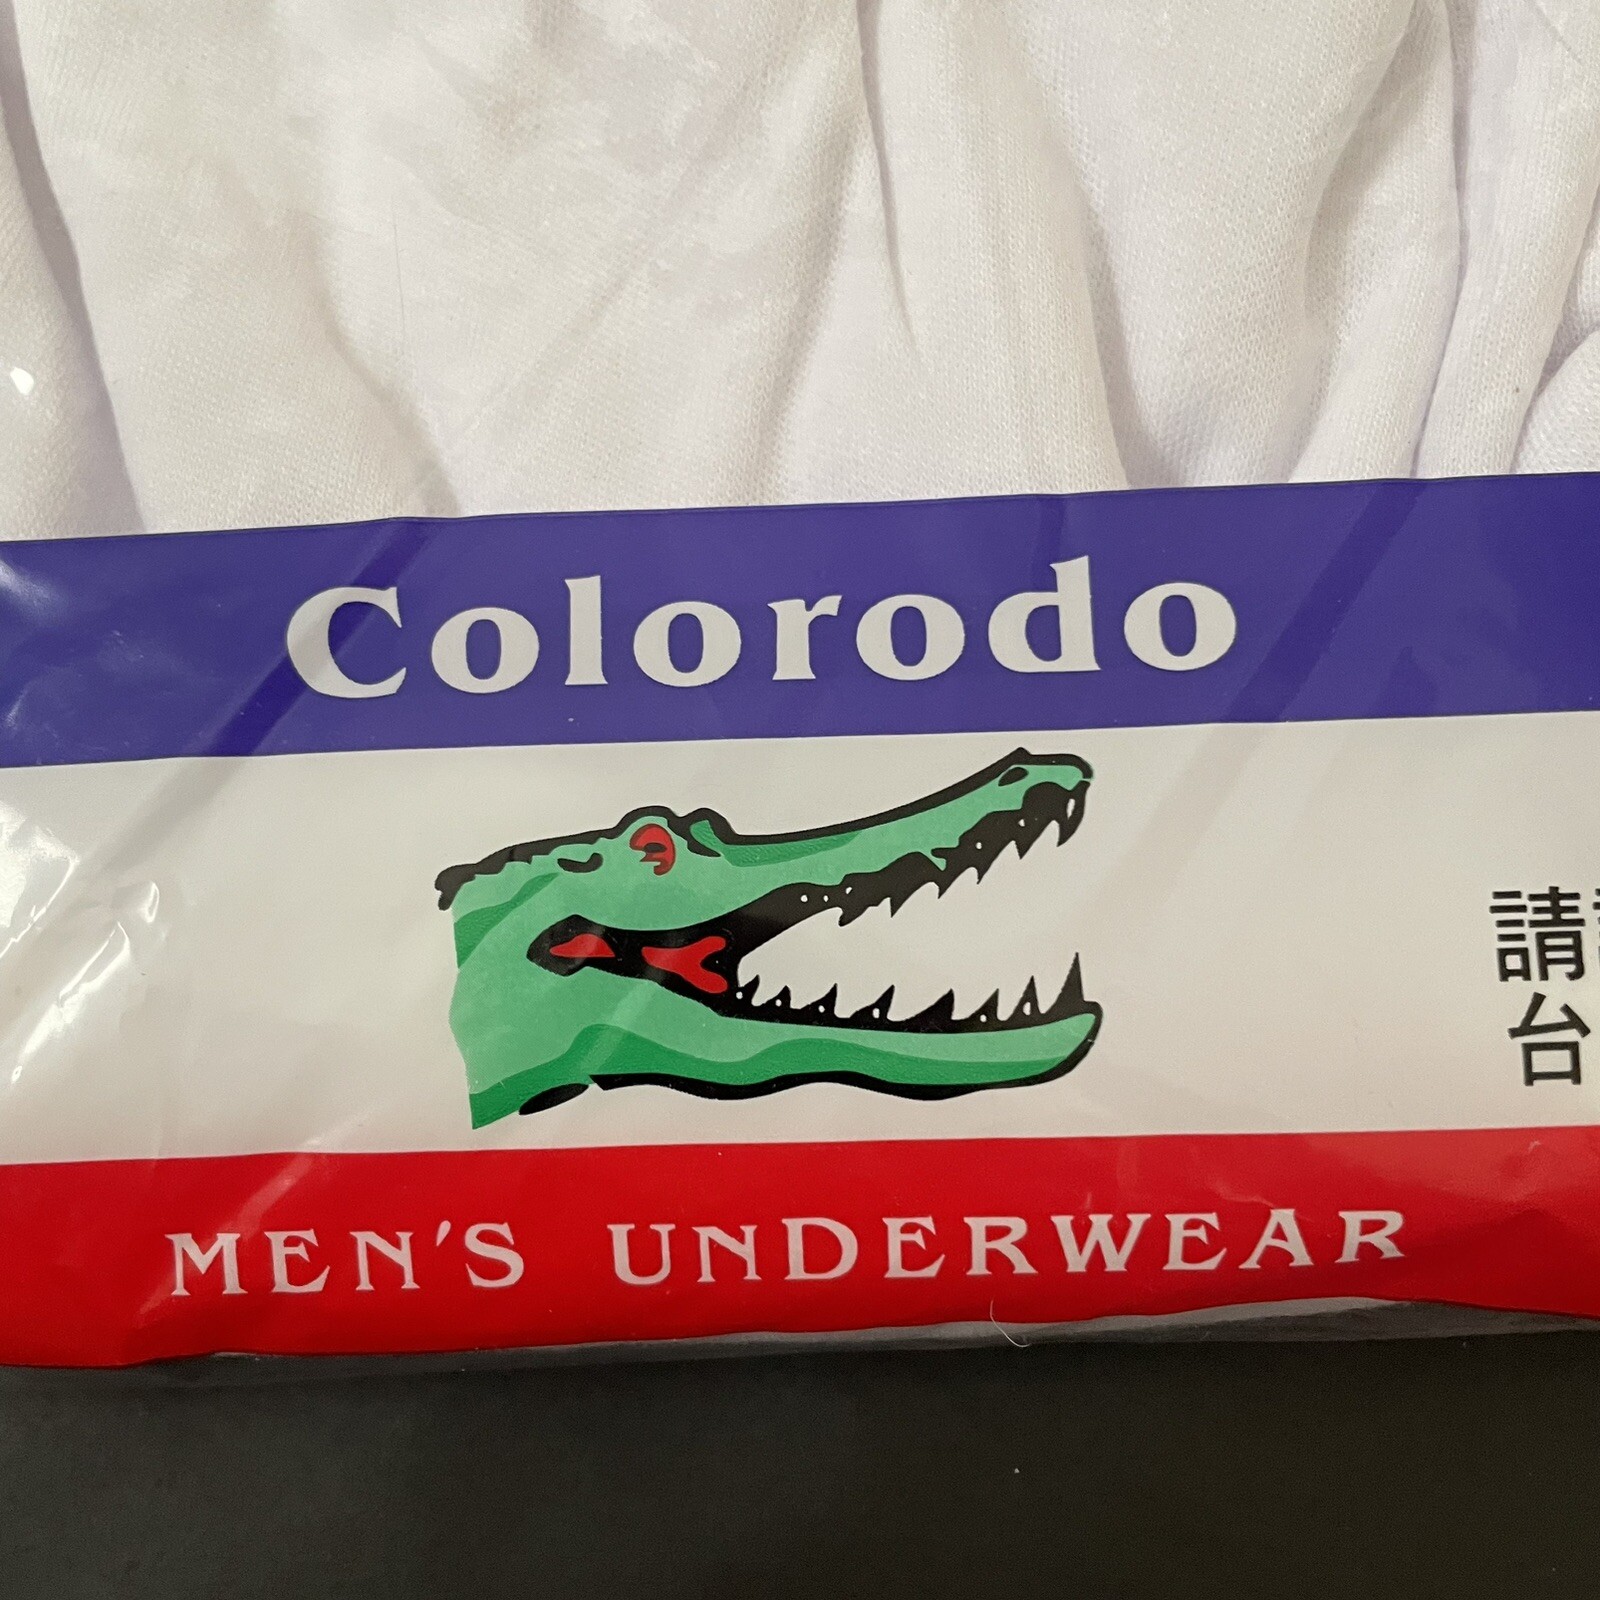 Colorodo
請
台
MEN'S UNDERWEAR